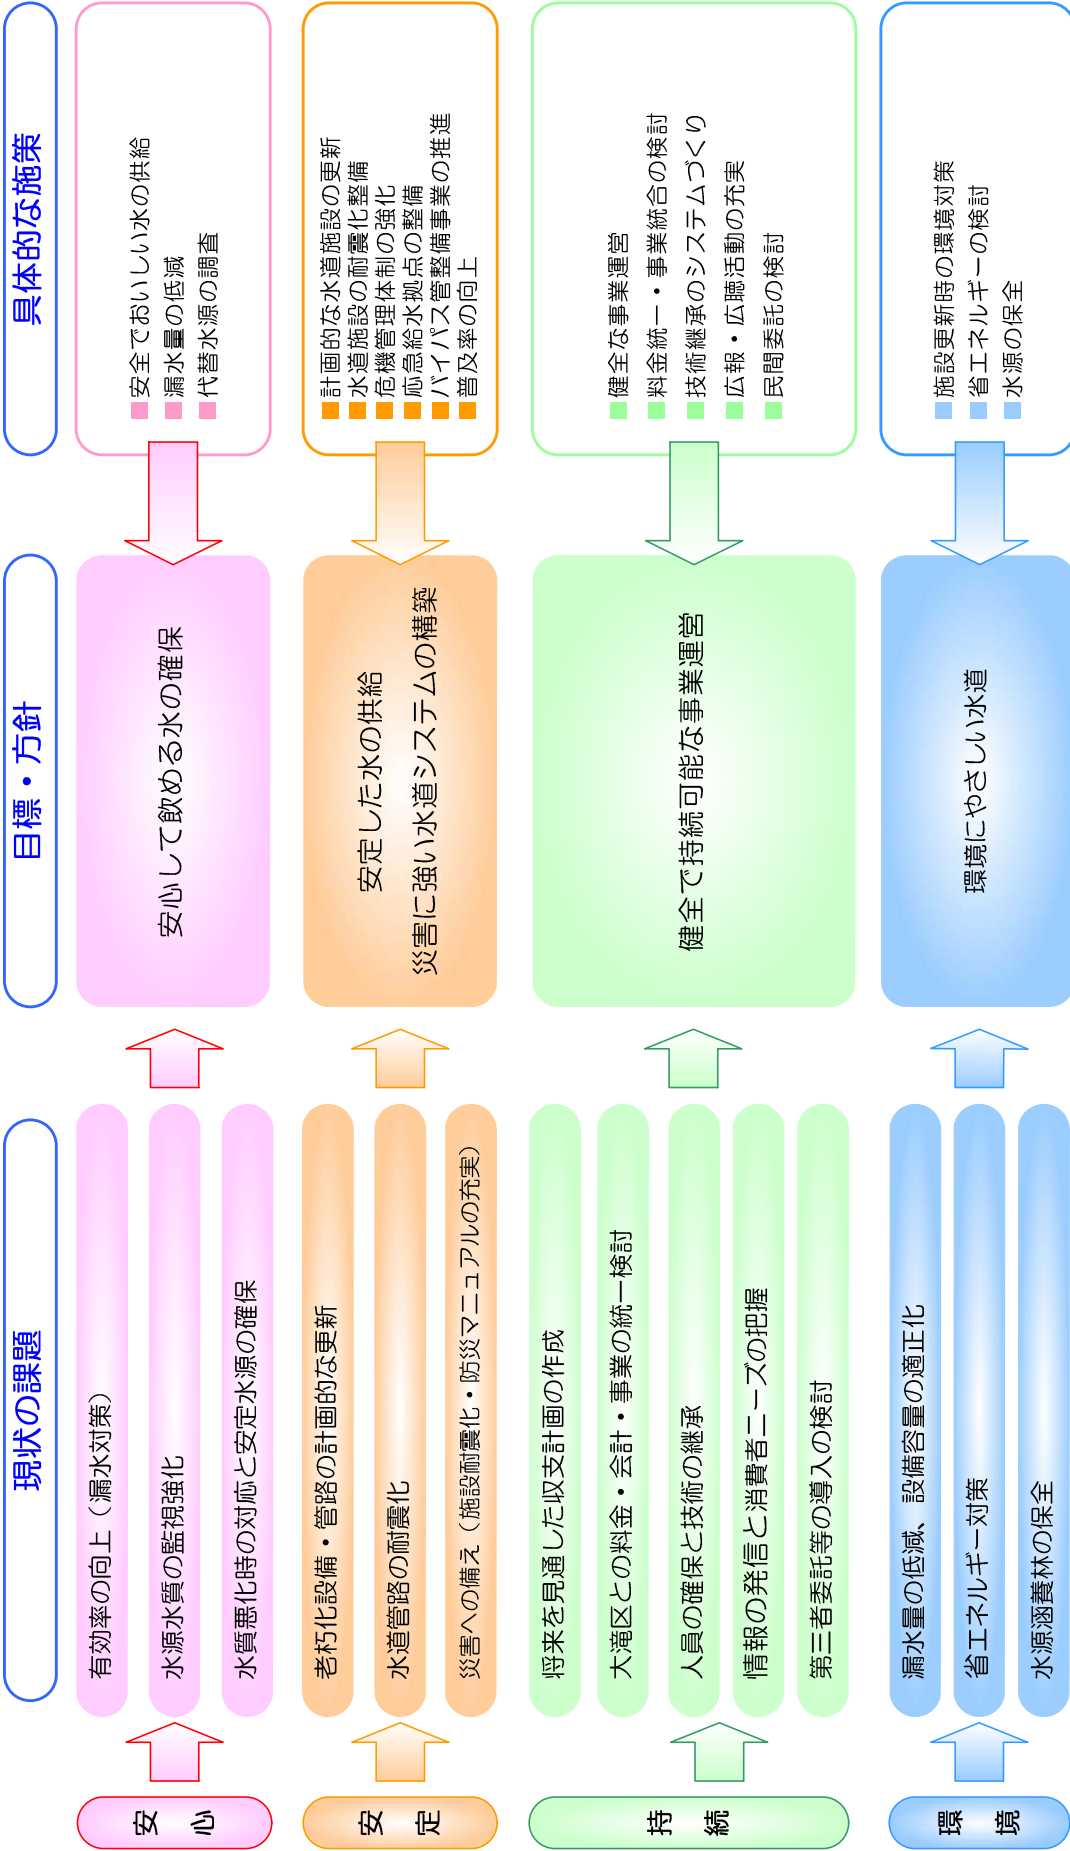 現状の課題
目標・方針
具体的な施策
安心
有効率の向上（漏水対策）
水源水質の監視強化
水質悪化時の対応と安定水源の確保
安心して飲める水の確保
安全でおいしい水の供給
漏水量の低減
代替水源の調査
安定
老朽化設備・管路の計画的な更新
水道管路の耐震化
災害への備え（施設耐震化・防災マニュアルの充実）
安定した水の供給
災害に強い水道システムの構築
計画的な水道施設の更新
水道施設の耐震化整備
危機管理体制の強化
応急給水拠点の整備
バイパス管整備事業の推進
普及率の向上
持続
将来を見通した収支計画の作成
大滝区との料金・会計・事業の統一検討
人員の確保と技術の継承
情報の発信と消費者ニーズの把握
第三者委託等の導入の検討
健全で持続可能な事業運営
健全な事業運営
料金統一・事業統合の検討
技術継承のシステムづくり
広報・広聴活動の充実
民間委託の検討
環境
漏水量の低減、設備容量の適正化
省エネルギー対策
水源涵養林の保全
環境にやさしい水道
施設更新時の環境対策
省エネルギーの検討
水源の保全